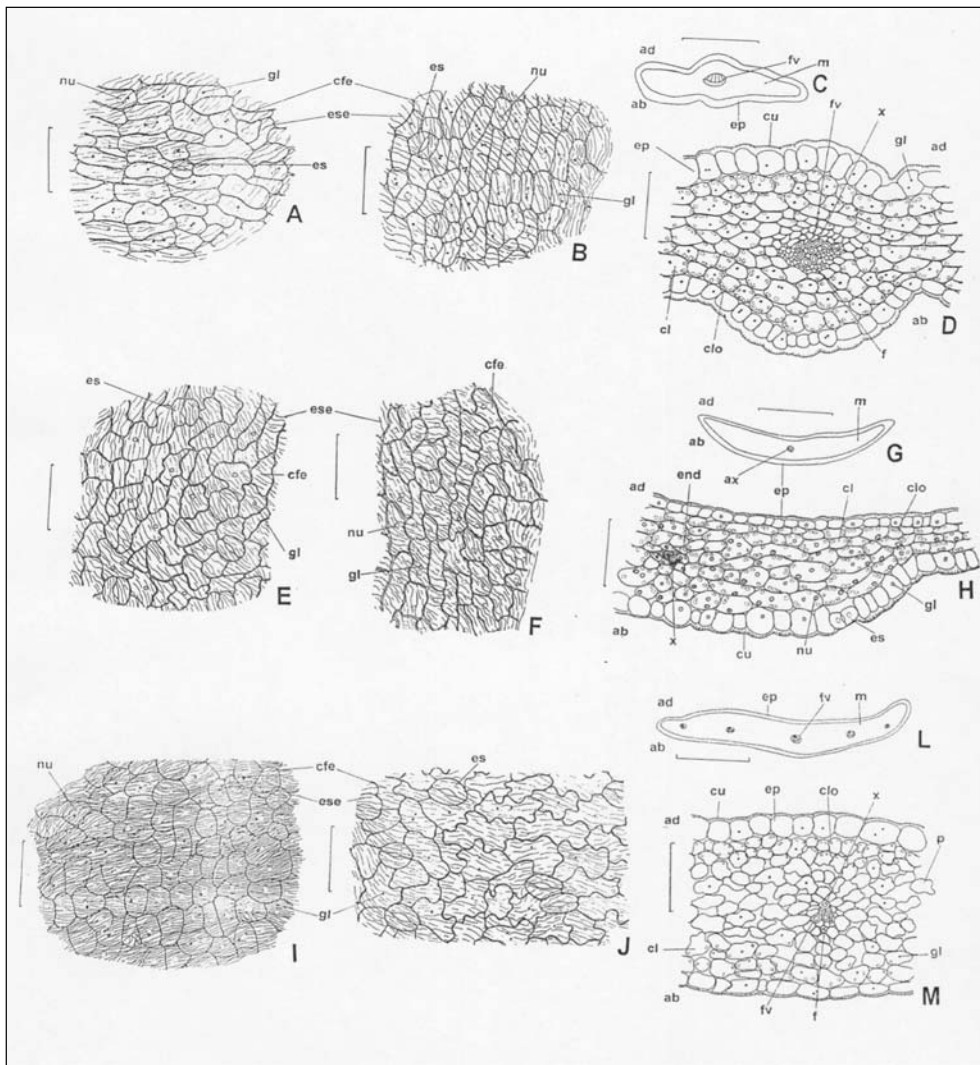 nu gl cfe ese es A
es nu gl B
ad fv m ab ep C
ep cu fv x gl ad cl clo ab f D
es ese cfe gl E
cfe nu gl F
ad m ab ax ep G
ad end cl clo gl es nu cu x ab H
nu cfe ese gl I
es J
ad ep fv m ab L
ad cu ep clo x p cl gl ab fv f M